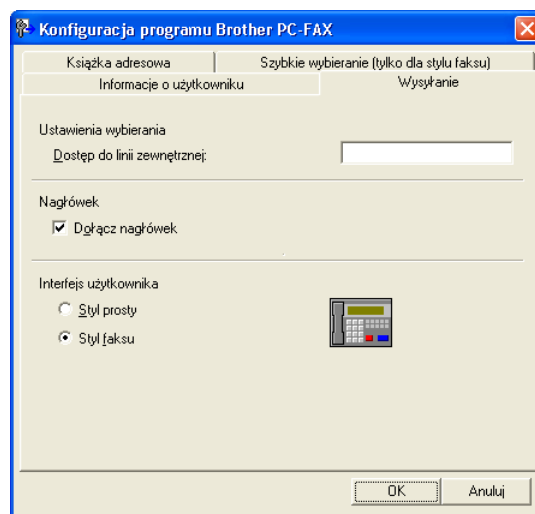 Konfiguracja programu Brother PC-FAX
Książka adresowa
Szybkie wybieranie (tylko dla stylu faksu)
Informacje o użytkowniku
Wysyłanie
Ustawienia wybierania
Dostęp do linii zewnętrznej:
Nagłówek
Dołącz nagłówek
Interfejs użytkownika
Styl prosty
Styl faksu
OK
Anuluj